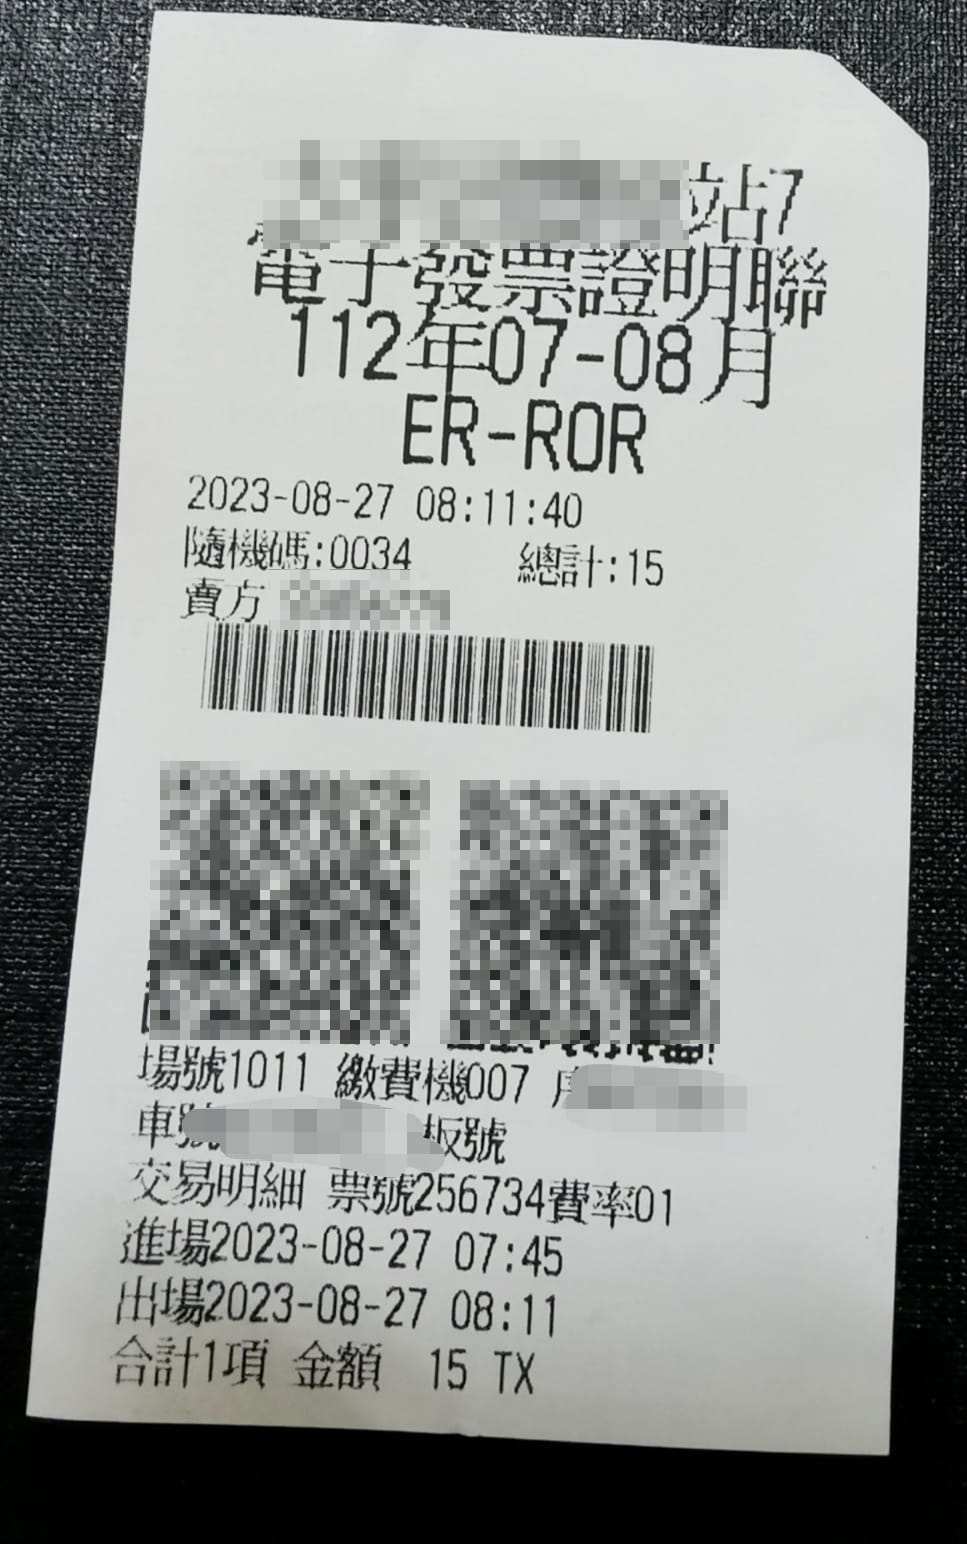 站7
電子發票證明聯
112年07-08月
ER-ROR
2023-08-27 08:11:40
隨機碼:0034 總計:15
賣方
場號1011 繳費機007
車號 板號
交易明細 票號256734費率01
進場2023-08-27 07:45
出場2023-08-27 08:11
合計1項 金額 15 TX